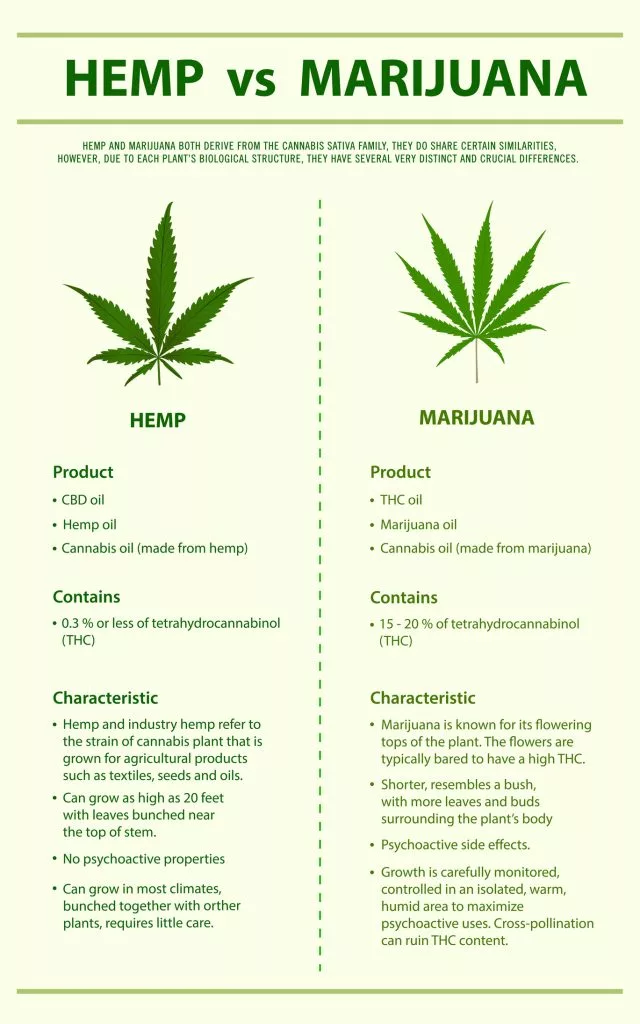 HEMP vs MARIJUANA
HEMP AND MARIJUANA BOTH DERIVE FROM THE CANNABIS SATIVA FAMILY, THEY DO SHARE CERTAIN SIMILARITIES,
HOWEVER, DUE TO EACH PLANT'S BIOLOGICAL STRUCTURE, THEY HAVE SEVERAL VERY DISTINCT AND CRUCIAL DIFFERENCES.
HEMP
Product
• CBD oil
• Hemp oil
• Cannabis oil (made from hemp)
Contains
• 0.3 % or less of tetrahydrocannabinol
(THC)
Characteristic
• Hemp and industry hemp refer to
the strain of cannabis plant that is
grown for agricultural products
such as textiles, seeds and oils.
• Can grow as high as 20 feet
with leaves bunched near
the top of stem.
• No psychoactive properties
• Can grow in most climates,
bunched together with orther
plants, requires little care.
MARIJUANA
Product
• THC oil
• Marijuana oil
• Cannabis oil (made from marijuana)
Contains
• 15 - 20 % of tetrahydrocannabinol
(THC)
Characteristic
• Marijuana is known for its flowering
tops of the plant. The flowers are
typically bared to have a high THC.
• Shorter, resembles a bush,
with more leaves and buds
surrounding the plant's body
• Psychoactive side effects.
• Growth is carefully monitored,
controlled in an isolated, warm,
humid area to maximize
psychoactive uses. Cross-pollination
can ruin THC content.